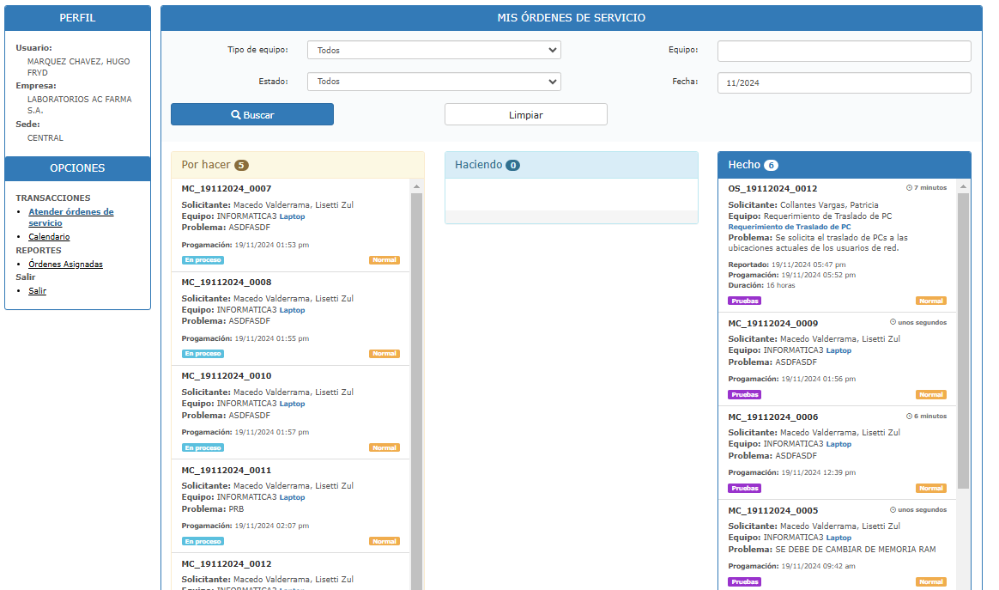 PERFIL
Usuario:
MARQUEZ CHAVEZ, HUGO
FRYD
Empresa:
LABORATORIOS AC FARMA
S.A.
Sede:
CENTRAL
OPCIONES
TRANSACCIONES
Atender órdenes de
servicio
Calendario
REPORTES
Órdenes Asignadas
Salir
Salir
MIS ÓRDENES DE SERVICIO
Tipo de equipo: Todos
Equipo:
Estado: Todos
Fecha: 11/2024
Buscar
Limpiar
Por hacer 5
MC_19112024_0007
Solicitante: Macedo Valderrama, Lisetti Zul
Equipo: INFORMATICA3 Laptop
Problema: ASDFASDF
Progamación: 19/11/2024 01:53 pm
En proceso Normal
MC_19112024_0008
Solicitante: Macedo Valderrama, Lisetti Zul
Equipo: INFORMATICA3 Laptop
Problema: ASDFASDF
Progamación: 19/11/2024 01:55 pm
En proceso Normal
MC_19112024_0010
Solicitante: Macedo Valderrama, Lisetti Zul
Equipo: INFORMATICA3 Laptop
Problema: ASDFASDF
Progamación: 19/11/2024 01:57 pm
En proceso Normal
MC_19112024_0011
Solicitante: Macedo Valderrama, Lisetti Zul
Equipo: INFORMATICA3 Laptop
Problema: PRB
Progamación: 19/11/2024 02:07 pm
En proceso Normal
MC_19112024_0012
Solicitante: Macedo Valderrama, Lisetti Zul
Equipo: INFORMATICA3 Laptop
Haciendo 0
Hecho 6
OS_19112024_0012 7 minutos
Solicitante: Collantes Vargas, Patricia
Equipo: Requerimiento de Traslado de PC
Requerimiento de Traslado de PC
Problema: Se solicita el traslado de PCs a las
ubicaciones actuales de los usuarios de red.
Reportado: 19/11/2024 05:47 pm
Progamación: 19/11/2024 05:52 pm
Duración: 16 horas
Pruebas Normal
MC_19112024_0009 unos segundos
Solicitante: Macedo Valderrama, Lisetti Zul
Equipo: INFORMATICA3 Laptop
Problema: ASDFASDF
Progamación: 19/11/2024 01:56 pm
Pruebas Normal
MC_19112024_0006 6 minutos
Solicitante: Macedo Valderrama, Lisetti Zul
Equipo: INFORMATICA3 Laptop
Problema: ASDFASDF
Progamación: 19/11/2024 12:39 pm
Pruebas Normal
MC_19112024_0005 unos segundos
Solicitante: Macedo Valderrama, Lisetti Zul
Equipo: INFORMATICA3 Laptop
Problema: SE DEBE DE CAMBIAR DE MEMORIA RAM
Progamación: 19/11/2024 09:42 am
Pruebas Normal